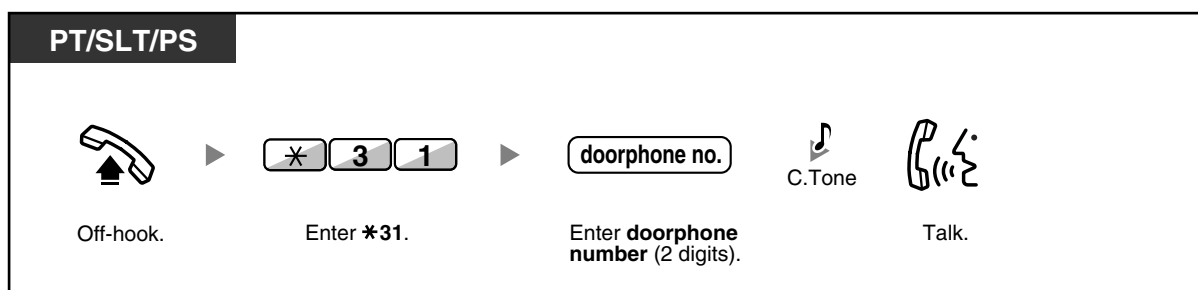 PT/SLT/PS
✳ 3 1
doorphone no.
C.Tone
Off-hook.
Enter ✳31.
Enter doorphone
number (2 digits).
Talk.